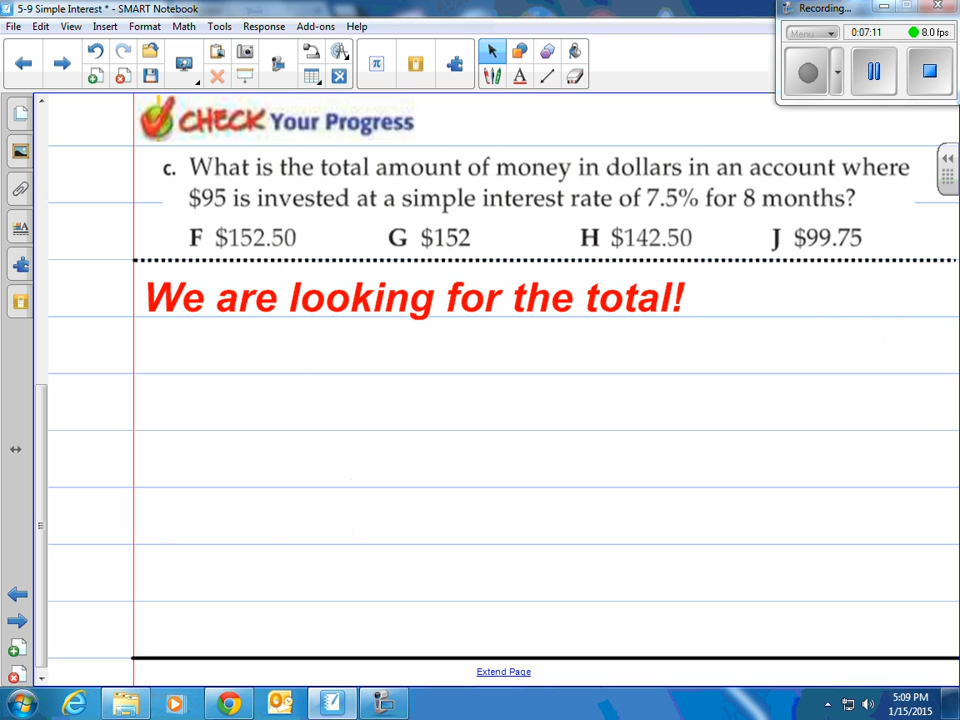 5-9 Simple Interest * - SMART Notebook
Recording...
File Edit View Insert Format Math Tools Response Add-ons Help
Menu
0:07:11
8.0 fps
π
A
CHECK Your Progress
c. What is the total amount of money in dollars in an account where
$95 is invested at a simple interest rate of 7.5% for 8 months?
F $152.50 G $152 H $142.50 J $99.75
We are looking for the total!
Extend Page
5:09 PM
1/15/2015